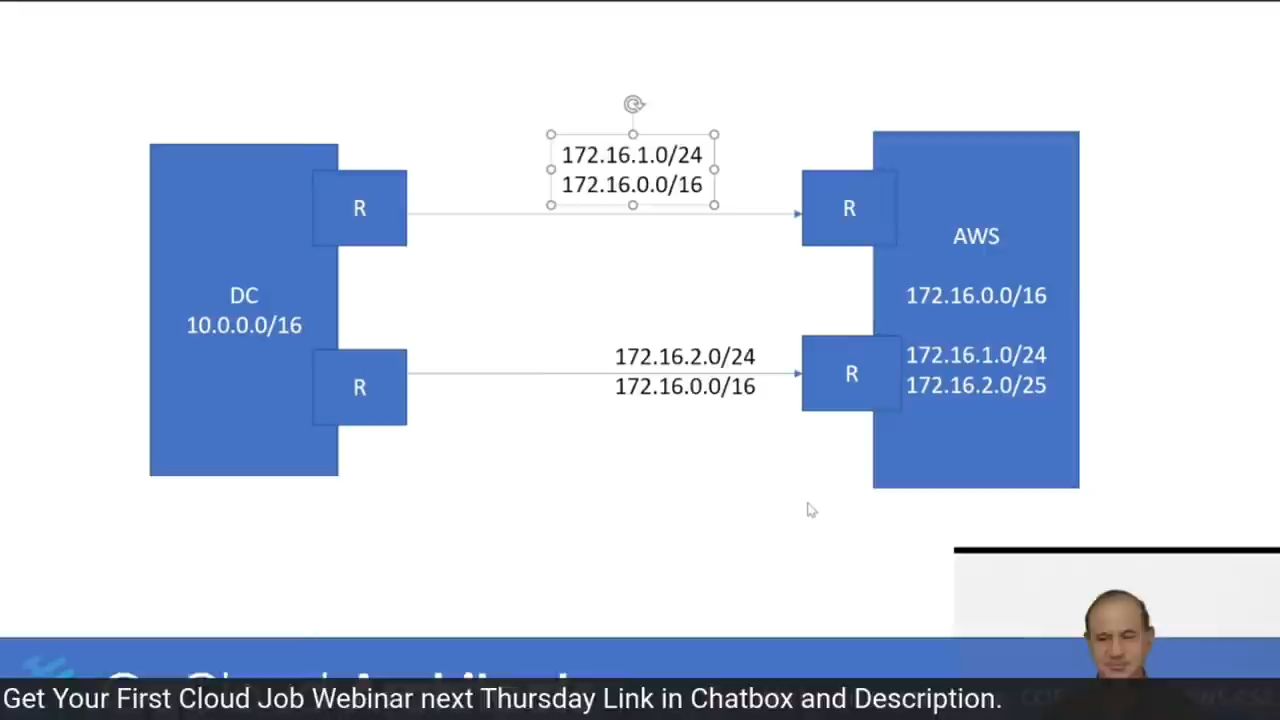 172.16.1.0/24
172.16.0.0/16
R
R
AWS
DC
10.0.0.0/16
172.16.0.0/16
172.16.2.0/24
172.16.0.0/16
R
R
172.16.1.0/24
172.16.2.0/25
Get Your First Cloud Job Webinar next Thursday Link in Chatbox and Description.